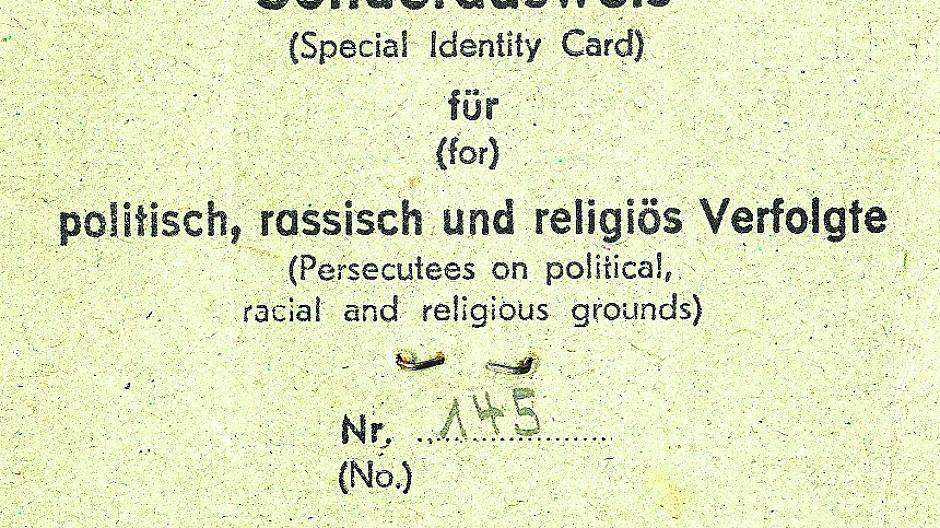 Sonderausweis
(Special Identity Card)
für
(for)
politisch, rassisch und religiös Verfolgte
(Persecutees on political,
racial and religious grounds)
Nr. 145
(No.)